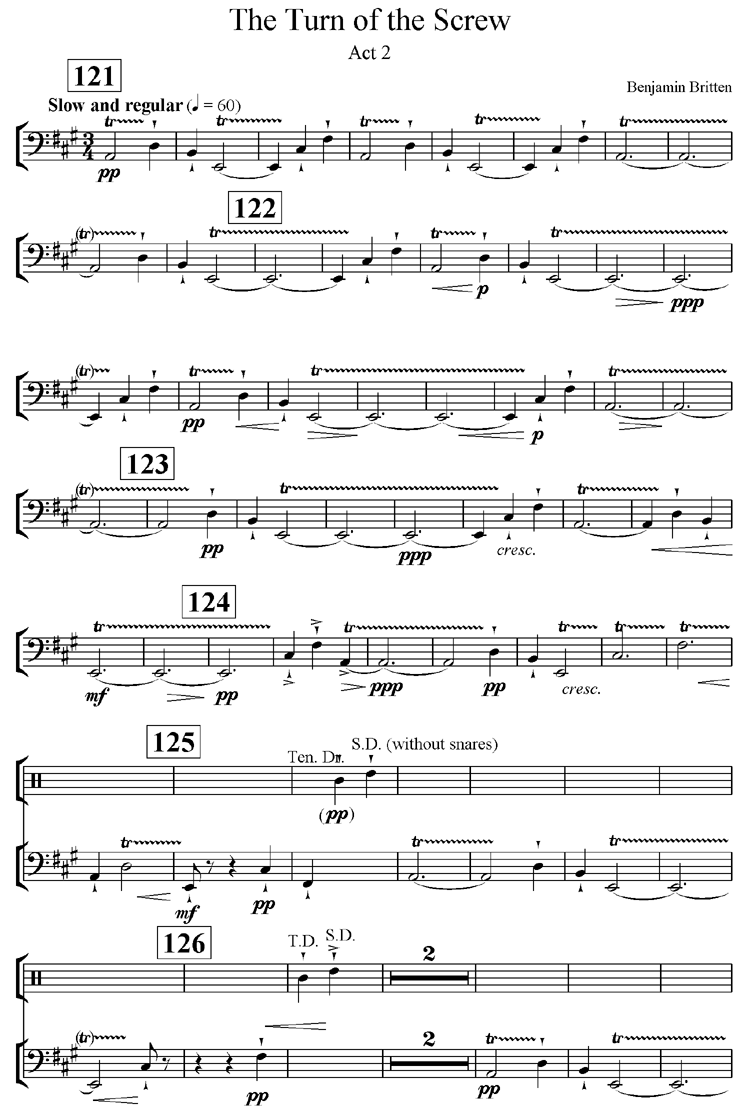 The Turn of the Screw
Act 2
121
Benjamin Britten
Slow and regular (♩ = 60)
3
4
tr tr tr tr tr tr
pp
122
(tr) tr tr tr
p ppp
(tr) tr tr tr
pp p
123
(tr) tr tr
pp ppp cresc.
124
tr tr tr tr tr
mf pp ppp pp cresc.
125
Ten. Dr.
S.D. (without snares)
(pp)
tr tr tr
mf pp
126
T.D. S.D.
2
(tr) 2 tr tr
pp pp